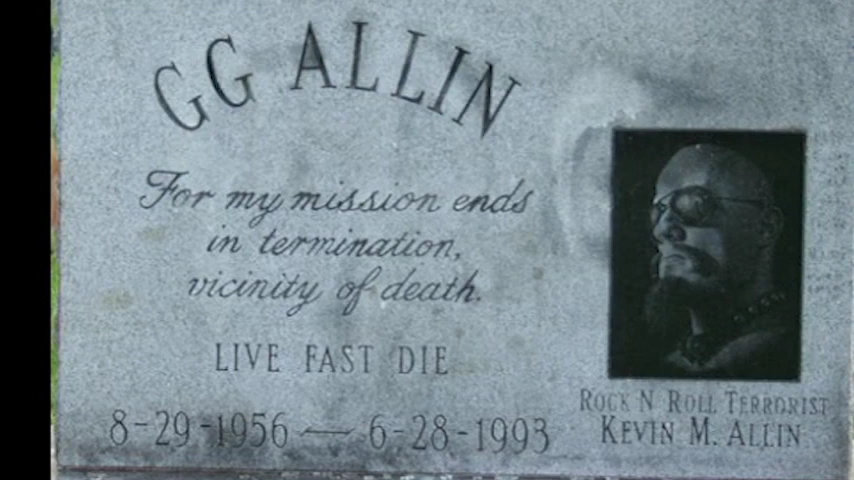 GG ALLIN
For my mission ends
in termination,
vicinity of death.
LIVE FAST DIE
8-29-1956 — 6-28-1993
ROCK N ROLL TERRORIST
KEVIN M. ALLIN